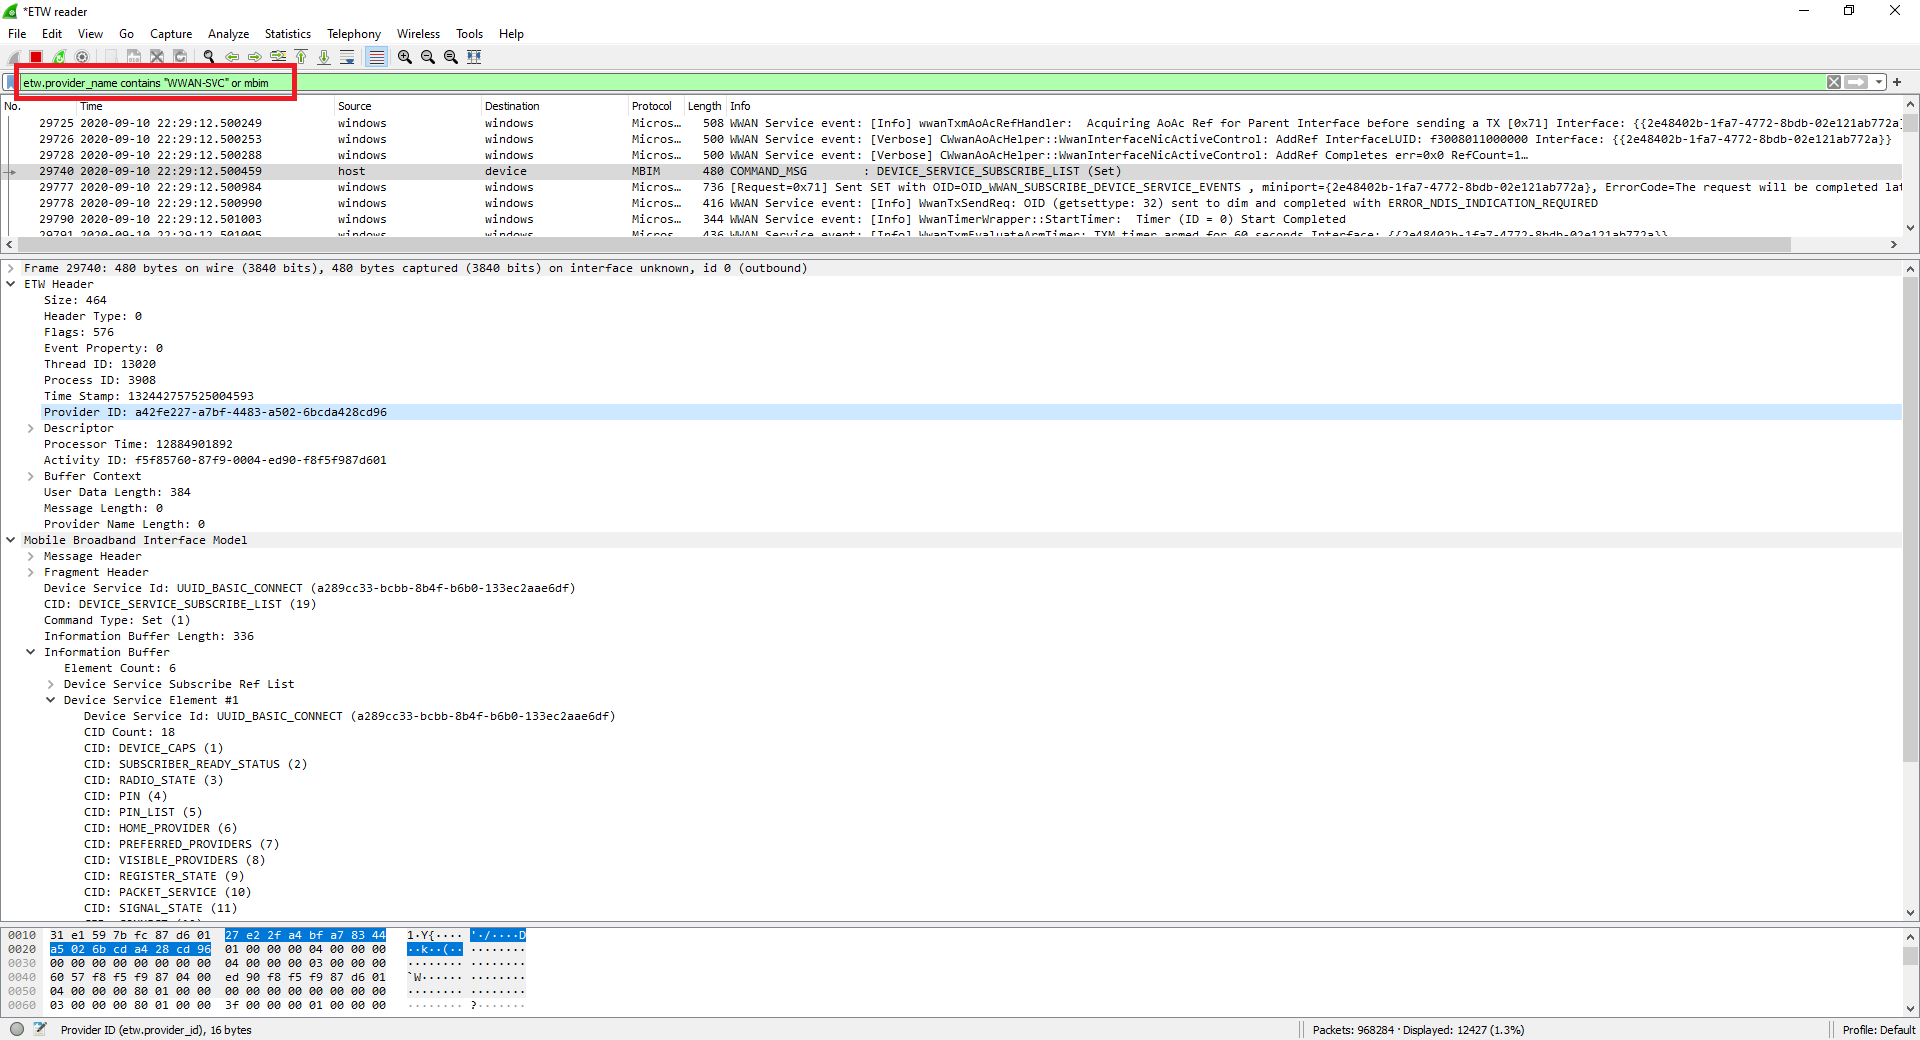 *ETW reader
File Edit View Go Capture Analyze Statistics Telephony Wireless Tools Help
etw.provider_name contains "WWAN-SVC" or mbim
No. Time Source Destination Protocol Length Info
29725 2020-09-10 22:29:12.500249 windows windows Micros… 508 WWAN Service event: [Info] wwanTxmAoAcRefHandler: Acquiring AoAc Ref for Parent Interface before sending a TX [0x71] Interface: {{2e48402b-1fa7-4772-8bdb-02e121ab772a}
29726 2020-09-10 22:29:12.500253 windows windows Micros… 500 WWAN Service event: [Verbose] CWwanAoAcHelper::WwanInterfaceNicActiveControl: AddRef InterfaceLUID: f3008011000000 Interface: {{2e48402b-1fa7-4772-8bdb-02e121ab772a}}
29728 2020-09-10 22:29:12.500288 windows windows Micros… 500 WWAN Service event: [Verbose] CWwanAoAcHelper::WwanInterfaceNicActiveControl: AddRef Completes err=0x0 RefCount=1…
29740 2020-09-10 22:29:12.500459 host device MBIM 480 COMMAND_MSG : DEVICE_SERVICE_SUBSCRIBE_LIST (Set)
29777 2020-09-10 22:29:12.500984 windows windows Micros… 736 [Request=0x71] Sent SET with OID=OID_WWAN_SUBSCRIBE_DEVICE_SERVICE_EVENTS , miniport={2e48402b-1fa7-4772-8bdb-02e121ab772a}, ErrorCode=The request will be completed lat
29778 2020-09-10 22:29:12.500990 windows windows Micros… 416 WWAN Service event: [Info] WwanTxSendReq: OID (getsettype: 32) sent to dim and completed with ERROR_NDIS_INDICATION_REQUIRED
29790 2020-09-10 22:29:12.501003 windows windows Micros… 344 WWAN Service event: [Info] WwanTimerWrapper::StartTimer: Timer (ID = 0) Start Completed
29791 2020-09-10 22:29:12.501005 windows windows Micros… 436 WWAN Service event: [Info] WwanTxmEvaluateArmTimer: TXM timer armed for 60 seconds Interface: {{2e48402b-1fa7-4772-8bdb-02e121ab772a}}
Frame 29740: 480 bytes on wire (3840 bits), 480 bytes captured (3840 bits) on interface unknown, id 0 (outbound)
ETW Header
Size: 464
Header Type: 0
Flags: 576
Event Property: 0
Thread ID: 13020
Process ID: 3908
Time Stamp: 132442757525004593
Provider ID: a42fe227-a7bf-4483-a502-6bcda428cd96
Descriptor
Processor Time: 12884901892
Activity ID: f5f85760-87f9-0004-ed90-f8f5f987d601
Buffer Context
User Data Length: 384
Message Length: 0
Provider Name Length: 0
Mobile Broadband Interface Model
Message Header
Fragment Header
Device Service Id: UUID_BASIC_CONNECT (a289cc33-bcbb-8b4f-b6b0-133ec2aae6df)
CID: DEVICE_SERVICE_SUBSCRIBE_LIST (19)
Command Type: Set (1)
Information Buffer Length: 336
Information Buffer
Element Count: 6
Device Service Subscribe Ref List
Device Service Element #1
Device Service Id: UUID_BASIC_CONNECT (a289cc33-bcbb-8b4f-b6b0-133ec2aae6df)
CID Count: 18
CID: DEVICE_CAPS (1)
CID: SUBSCRIBER_READY_STATUS (2)
CID: RADIO_STATE (3)
CID: PIN (4)
CID: PIN_LIST (5)
CID: HOME_PROVIDER (6)
CID: PREFERRED_PROVIDERS (7)
CID: VISIBLE_PROVIDERS (8)
CID: REGISTER_STATE (9)
CID: PACKET_SERVICE (10)
CID: SIGNAL_STATE (11)
0010 31 e1 59 7b fc 87 d6 01 27 e2 2f a4 bf a7 83 44 1·Y{···· '·/····D
0020 a5 02 6b cd a4 28 cd 96 01 00 00 00 04 00 00 00 ··k··(·· ········
0030 00 00 00 00 00 00 00 00 04 00 00 00 03 00 00 00 ········ ········
0040 60 57 f8 f5 f9 87 04 00 ed 90 f8 f5 f9 87 d6 01 `W······ ········
0050 04 00 00 00 80 01 00 00 00 00 00 00 00 00 00 00 ········ ········
0060 03 00 00 00 80 01 00 00 3f 00 00 00 01 00 00 00 ········ ?·······
Provider ID (etw.provider_id), 16 bytes Packets: 968284 · Displayed: 12427 (1.3%) Profile: Default